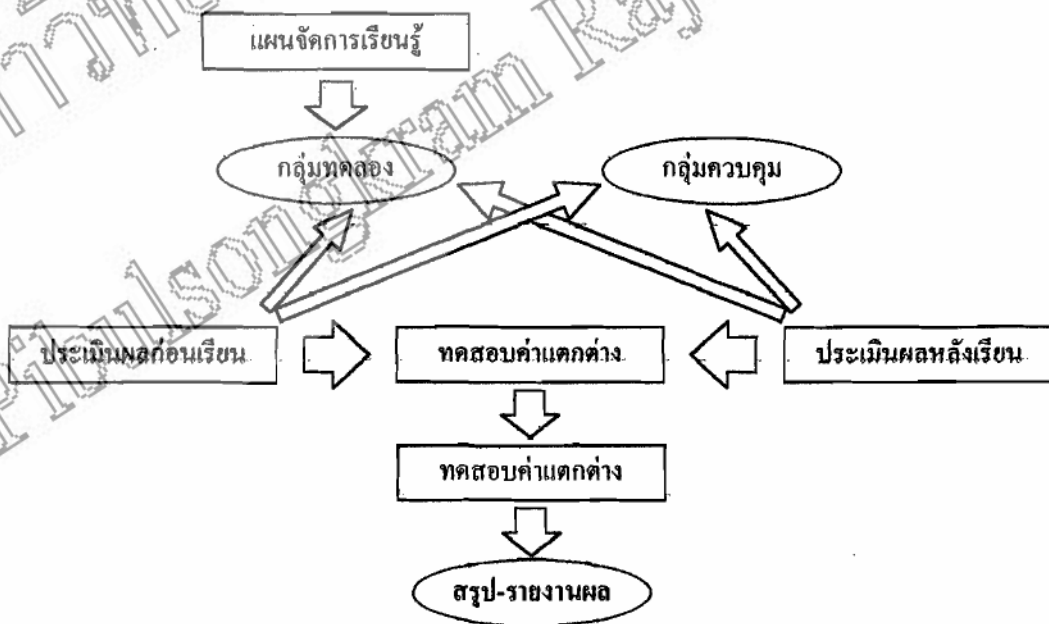 แผนจัดการเรียนรู้
กลุ่มทดลอง
กลุ่มควบคุม
ประเมินผลก่อนเรียน
ทดสอบค่าแตกต่าง
ประเมินผลหลังเรียน
ทดสอบค่าแตกต่าง
สรุป-รายงานผล
Pibulsongkram Raj